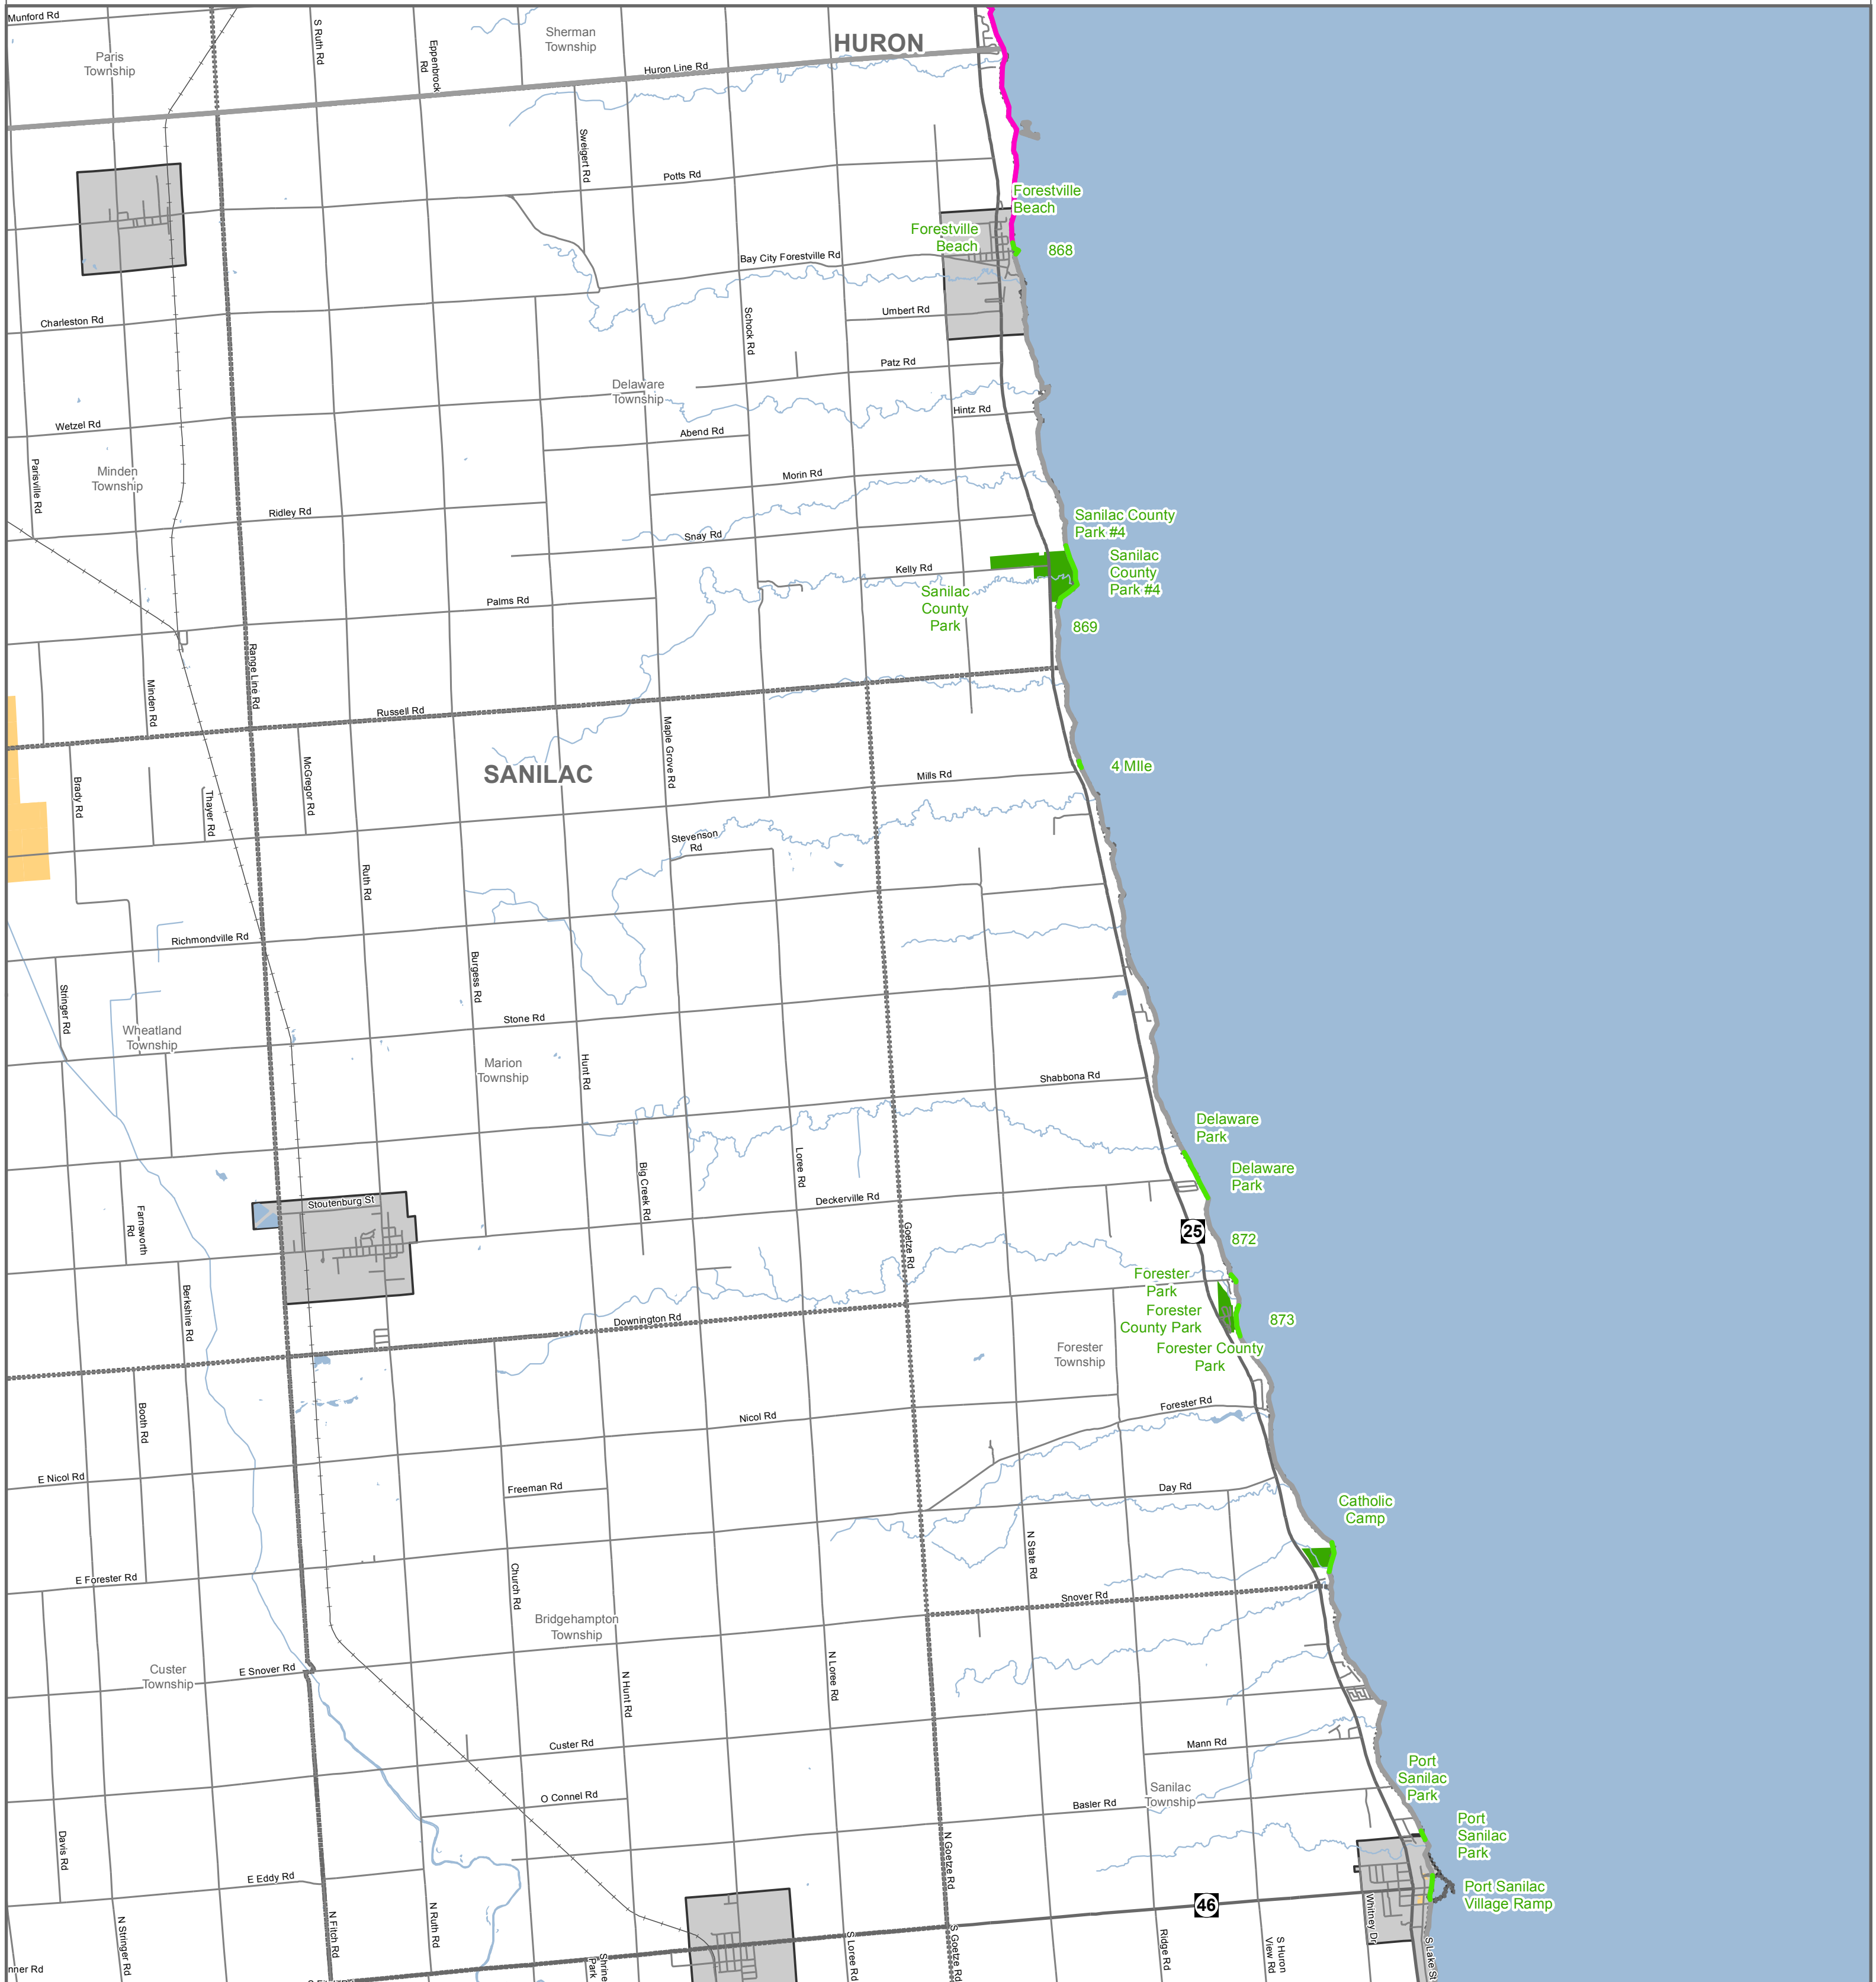 Munford Rd
S Ruth Rd
Eppenbrock
Rd
Sherman
Township
HURON
Paris
Township
Huron Line Rd
Sweigert Rd
Potts Rd
Forestville
Beach
Forestville
Beach
868
Bay City Forestville Rd
Charleston Rd
Schock Rd
Umbert Rd
Patz Rd
Delaware
Township
Hintz Rd
Wetzel Rd
Abend Rd
Parisville Rd
Minden
Township
Morin Rd
Ridley Rd
Snay Rd
Sanilac County
Park #4
Sanilac
County
Park #4
Kelly Rd
Sanilac
County
Park
Palms Rd
869
Range Line Rd
Minden Rd
Russell Rd
Maple Grove Rd
SANILAC
4 MIle
Mills Rd
Brady Rd
Thayer Rd
McGregor Rd
Stevenson
Rd
Ruth Rd
Richmondville Rd
Burgess Rd
Stringer Rd
Stone Rd
Wheatland
Township
Marion
Township
Hunt Rd
Shabbona Rd
Delaware
Park
Delaware
Park
Loree Rd
Big Creek Rd
Deckerville Rd
Stoutenburg St
Farnsworth
Rd
Goetze Rd
25
872
Forester
Park
Berkshire Rd
Forester
County Park
873
Downington Rd
Forester
Township
Forester County
Park
Booth Rd
Nicol Rd
Forester Rd
E Nicol Rd
Freeman Rd
Day Rd
Catholic
Camp
N State Rd
E Forester Rd
Church Rd
Snover Rd
Bridgehampton
Township
Custer
Township
E Snover Rd
N Hunt Rd
N Loree Rd
Custer Rd
Mann Rd
Port
Sanilac
Park
Sanilac
Township
O Connel Rd
Basler Rd
Port
Sanilac
Park
Davis Rd
N Goetze Rd
E Eddy Rd
Port Sanilac
Village Ramp
46
Whitney Dr
N Stringer Rd
N Fitch Rd
N Ruth Rd
Shrine
Park
S Loree Rd
S Goetze Rd
Ridge Rd
S Huron
View Rd
S Lake St
nner Rd